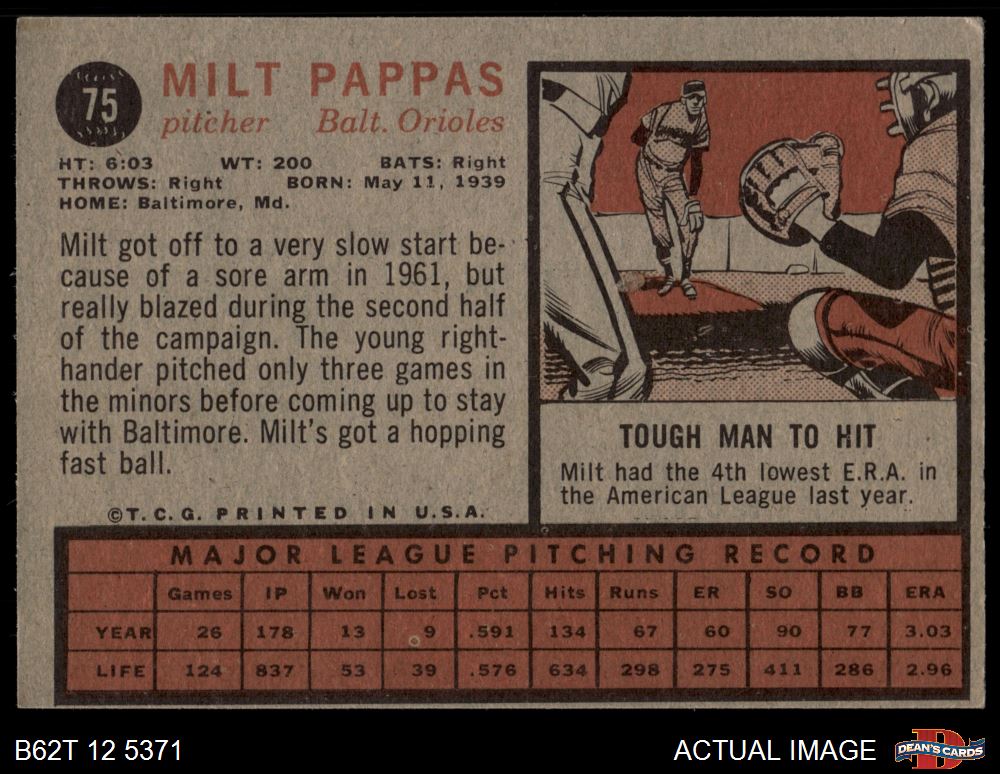 75
MILT PAPPAS
pitcher Balt. Orioles
HT: 6:03 WT: 200 BATS: Right
THROWS: Right BORN: May 11, 1939
HOME: Baltimore, Md.
Milt got off to a very slow start be-
cause of a sore arm in 1961, but
really blazed during the second half
of the campaign. The young right-
hander pitched only three games in
the minors before coming up to stay
with Baltimore. Milt's got a hopping
fast ball.
©T.C.G. PRINTED IN U.S.A.
TOUGH MAN TO HIT
Milt had the 4th lowest E.R.A. in
the American League last year.
MAJOR LEAGUE PITCHING RECORD
Games IP Won Lost Pct Hits Runs ER SO BB ERA
YEAR 26 178 13 9 .591 134 67 60 90 77 3.03
LIFE 124 837 53 39 .576 634 298 275 411 286 2.96
B62T 12 5371
ACTUAL IMAGE
DEAN'S CARDS